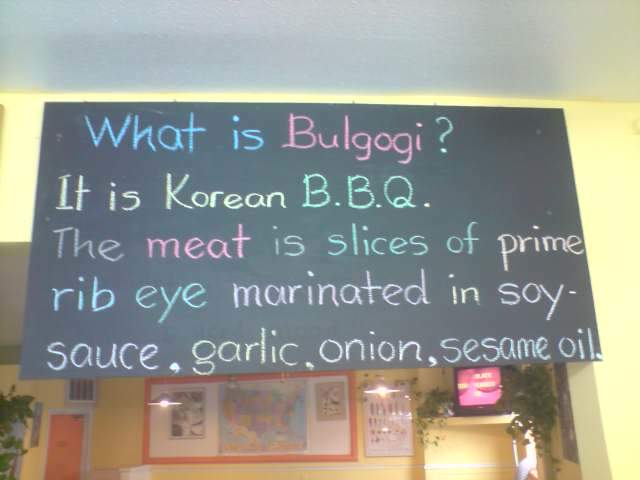 What is Bulgogi?
It is Korean B.B.Q.
The meat is slices of prime
rib eye marinated in soy-
sauce, garlic, onion, sesame oil.